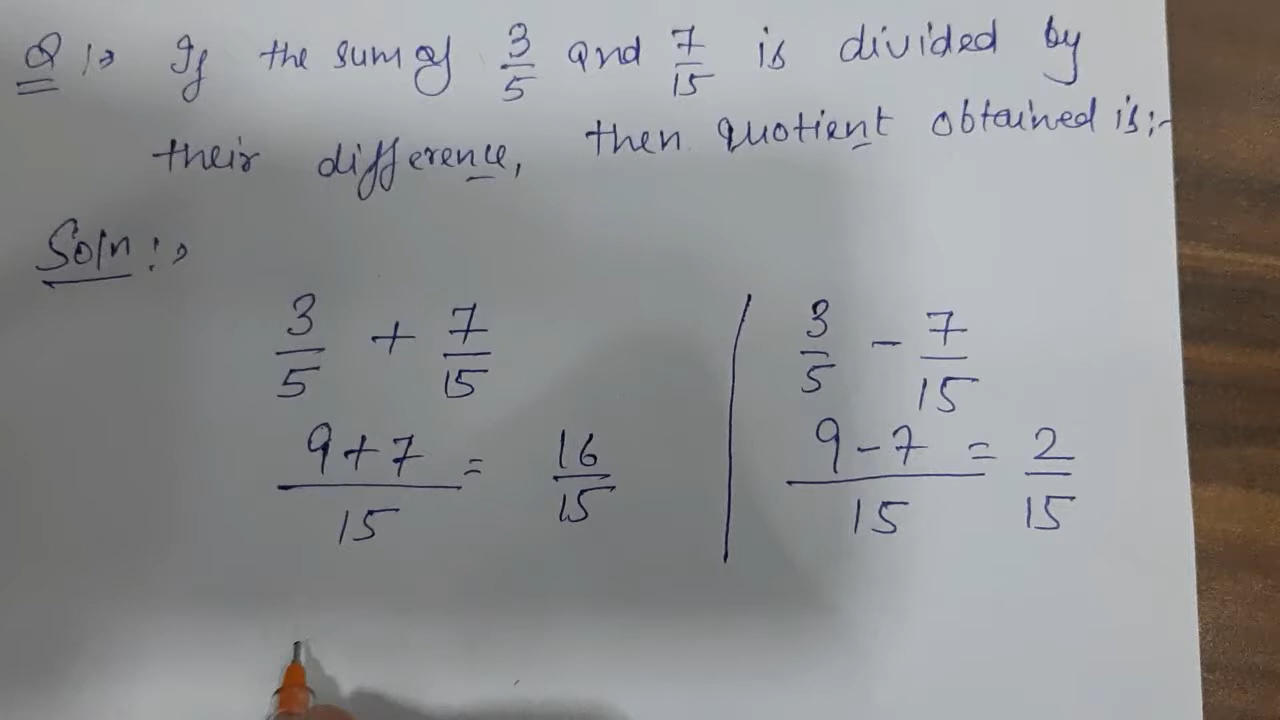 Q :→ If the sum of 3/5 and 7/15 is divided by
their difference, then quotient obtained is:-
Soln :→
3/5 + 7/15
(9+7)/15 = 16/15
3/5 - 7/15
(9-7)/15 = 2/15